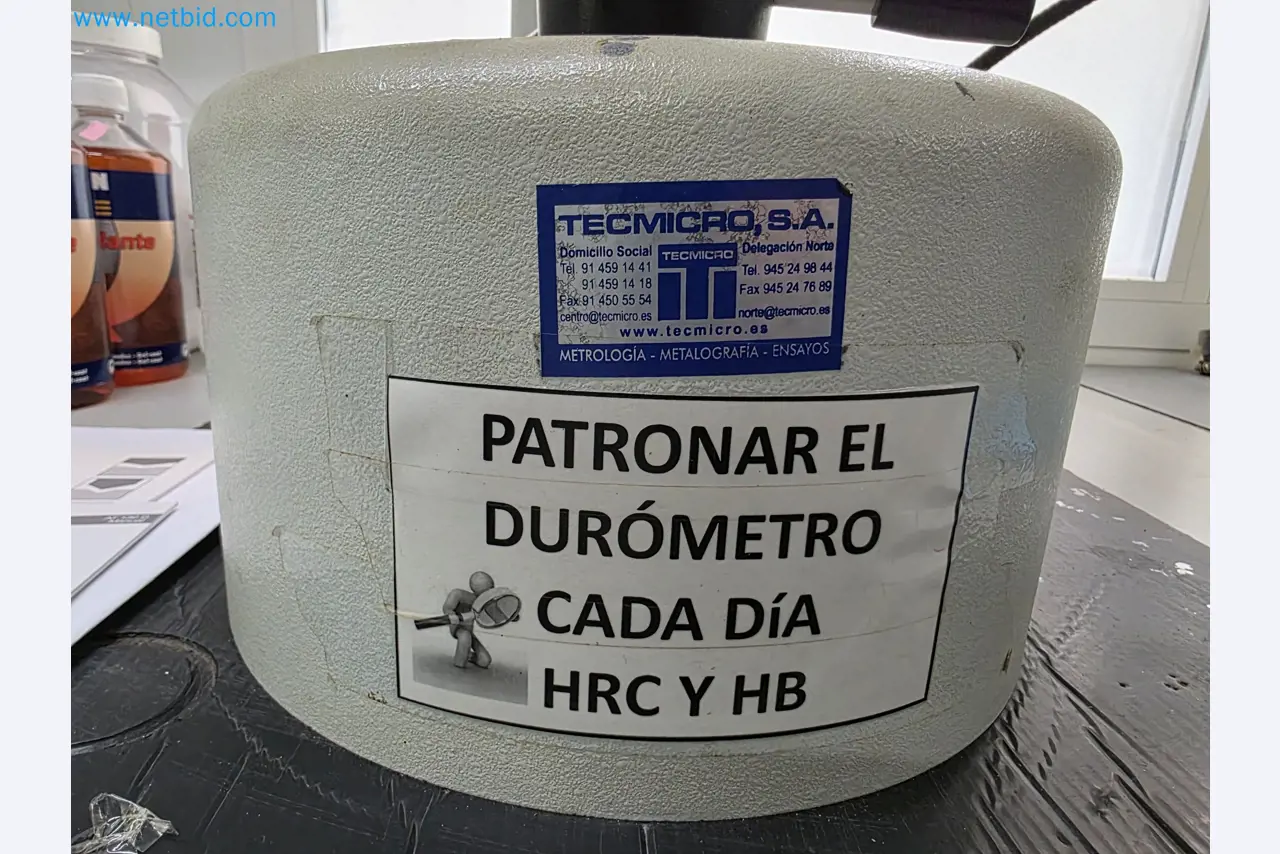 www.netbid.com
TECMICRO, S.A.
Domicilio Social
Tel. 91 459 14 41
91 459 14 18
Fax 91 450 55 54
centro@tecmicro.es
TECMICRO
Delegación Norte
Tel. 945 24 98 44
Fax 945 24 76 89
norte@tecmicro.es
www.tecmicro.es
METROLOGÍA - METALOGRAFÍA - ENSAYOS
PATRONAR EL
DURÓMETRO
CADA DíA
HRC Y HB